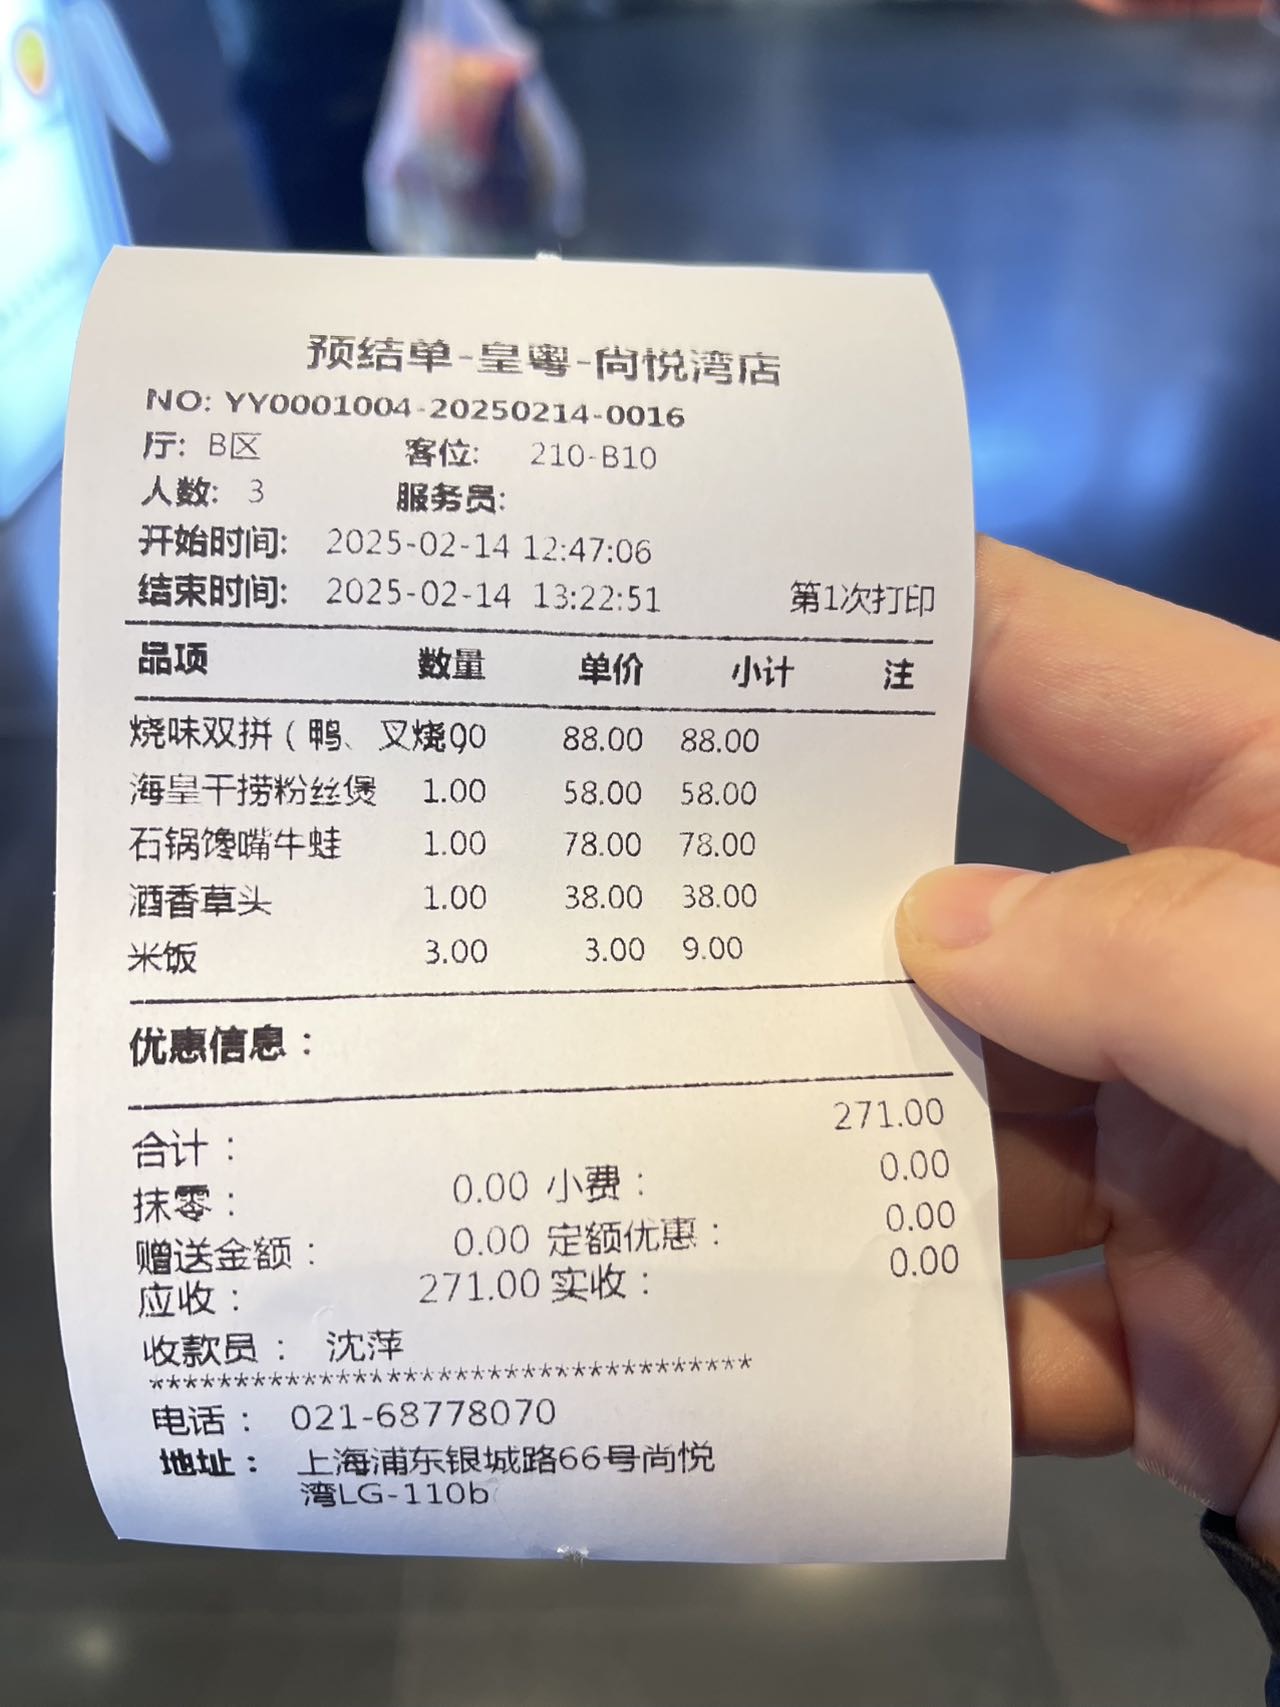 预结单-皇粤-尚悦湾店
NO: YY0001004-20250214-0016
厅: B区 客位: 210-B10
人数: 3 服务员:
开始时间: 2025-02-14 12:47:06
结束时间: 2025-02-14 13:22:51 第1次打印
品项 数量 单价 小计 注
烧味双拼（鸭、叉烧 00 88.00 88.00
海皇干捞粉丝煲 1.00 58.00 58.00
石锅馋嘴牛蛙 1.00 78.00 78.00
酒香草头 1.00 38.00 38.00
米饭 3.00 3.00 9.00
优惠信息：
合计： 271.00
抹零： 0.00 小费： 0.00
赠送金额： 0.00 定额优惠： 0.00
应收： 271.00 实收： 0.00
收款员： 沈萍
***************************************
电话： 021-68778070
地址： 上海浦东银城路66号尚悦
湾LG-110b